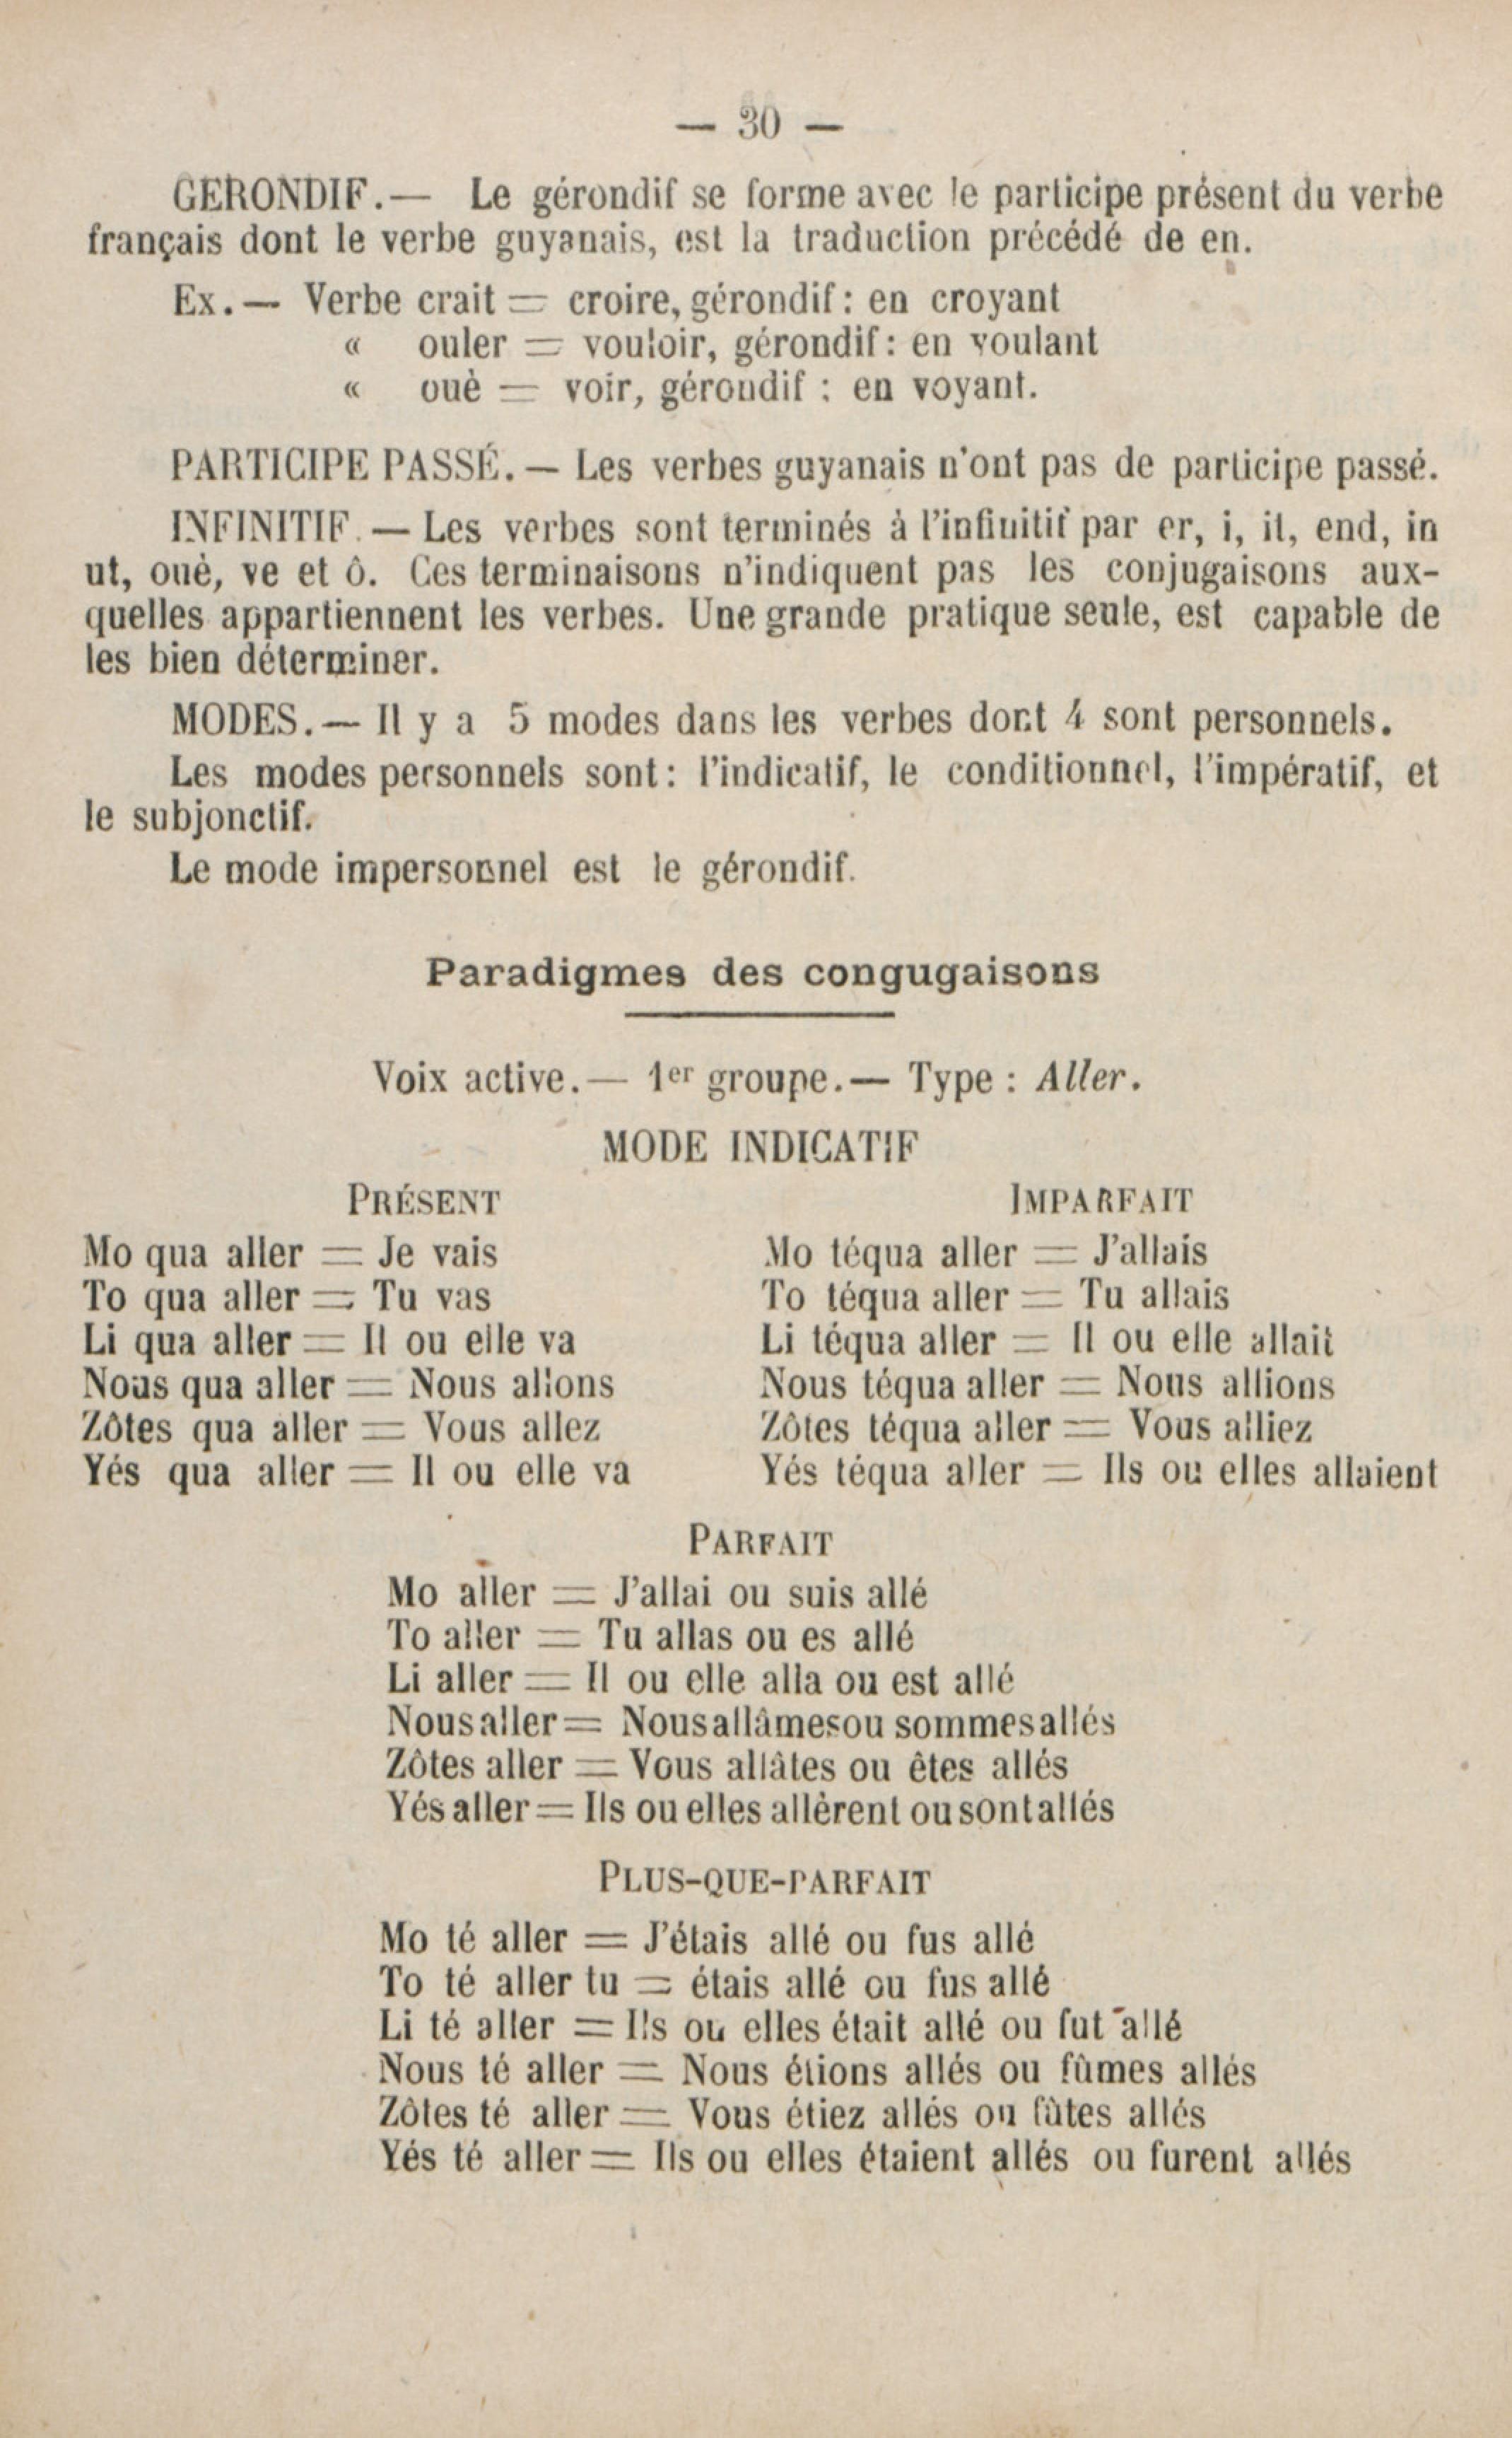 — 30 —
GERONDIF.— Le gérondif se forme avec le participe présent du verbe
français dont le verbe guyanais, est la traduction précédé de en.
Ex.— Verbe crait = croire, gérondif: en croyant
« ouler = vouloir, gérondif: en voulant
« ouè = voir, gérondif : en voyant.
PARTICIPE PASSÉ. — Les verbes guyanais n'ont pas de participe passé.
INFINITIF. — Les verbes sont terminés à l'infinitif par er, i, it, end, in
ut, ouè, ve et ô. Ces terminaisons n'indiquent pas les conjugaisons aux-
quelles appartiennent les verbes. Une grande pratique seule, est capable de
les bien déterminer.
MODES.— Il y a 5 modes dans les verbes dont 4 sont personnels.
Les modes personnels sont: l'indicatif, le conditionnel, l'impératif, et
le subjonctif.
Le mode impersonnel est le gérondif.
Paradigmes des congugaisons
Voix active.— 1er groupe.— Type : Aller.
MODE INDICATIF
PRÉSENT
Mo qua aller = Je vais
To qua aller = Tu vas
Li qua aller = Il ou elle va
Nous qua aller = Nous allons
Zôtes qua aller = Vous allez
Yés qua aller = Il ou elle va
IMPARFAIT
Mo téqua aller = J'allais
To téqua aller = Tu allais
Li téqua aller = Il ou elle allait
Nous téqua aller = Nous allions
Zôtes téqua aller = Vous alliez
Yés téqua aller = Ils ou elles allaient
PARFAIT
Mo aller = J'allai ou suis allé
To aller = Tu allas ou es allé
Li aller = Il ou elle alla ou est allé
Nous aller = Nous allâmes ou sommes allés
Zôtes aller = Vous allâtes ou êtes allés
Yés aller = Ils ou elles allèrent ou sont allés
PLUS-QUE-PARFAIT
Mo té aller = J'étais allé ou fus allé
To té aller tu = étais allé ou fus allé
Li té aller = Ils ou elles était allé ou fut allé
Nous té aller = Nous étions allés ou fûmes allés
Zôtes té aller = Vous étiez allés ou fûtes allés
Yés té aller = Ils ou elles étaient allés ou furent allés